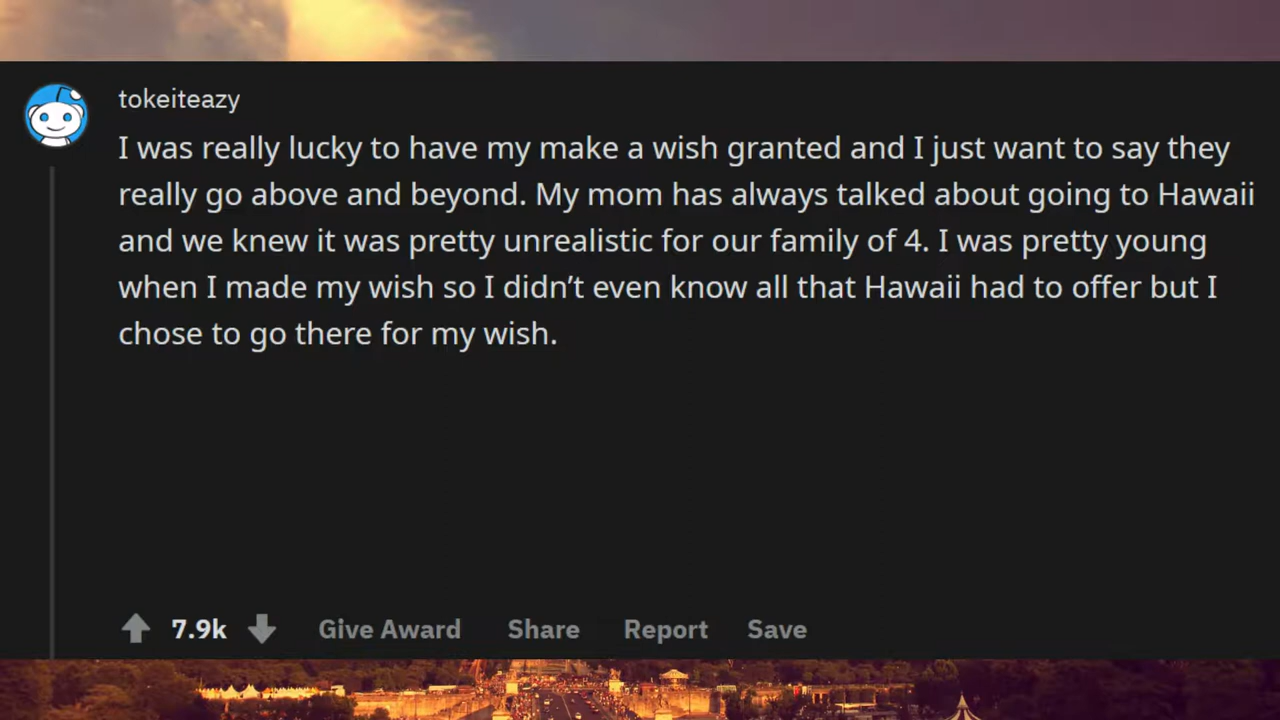 tokeiteazy
I was really lucky to have my make a wish granted and I just want to say they
really go above and beyond. My mom has always talked about going to Hawaii
and we knew it was pretty unrealistic for our family of 4. I was pretty young
when I made my wish so I didn’t even know all that Hawaii had to offer but I
chose to go there for my wish.
7.9k Give Award Share Report Save